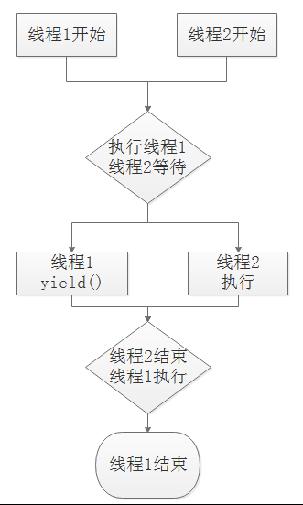 线程1开始
线程2开始
执行线程1
线程2等待
线程1
yield()
线程2
执行
线程2结束
线程1执行
线程1结束